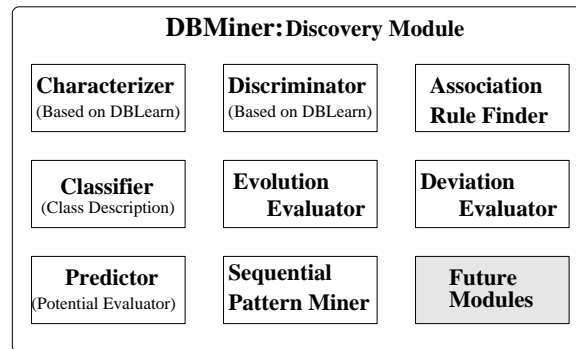 DBMiner: Discovery Module
Characterizer
(Based on DBLearn)
Discriminator
(Based on DBLearn)
Association
Rule Finder
Classifier
(Class Description)
Evolution
Evaluator
Deviation
Evaluator
Predictor
(Potential Evaluator)
Sequential
Pattern Miner
Future
Modules